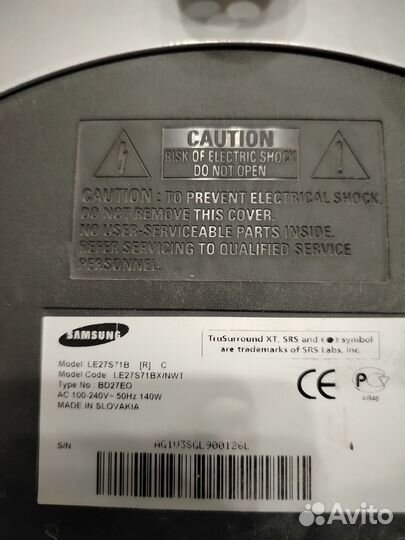 CAUTION
RISK OF ELECTRIC SHOCK
DO NOT OPEN
CAUTION : TO PREVENT ELECTRICAL SHOCK,
DO NOT REMOVE THIS COVER.
NO USER-SERVICEABLE PARTS INSIDE.
REFER SERVICING TO QUALIFIED SERVICE
PERSONNEL.
SAMSUNG
TruSurround XT, SRS and symbol
are trademarks of SRS Labs, Inc.
Model: LE27S71B [R] C
Model Code: LE27S71BX/NWT
Type No : BD27EO
AC 100-240V~ 50Hz 140W
MADE IN SLOVAKIA
CE
АЯ46
S/N AG1V3SGL900126L
Avito